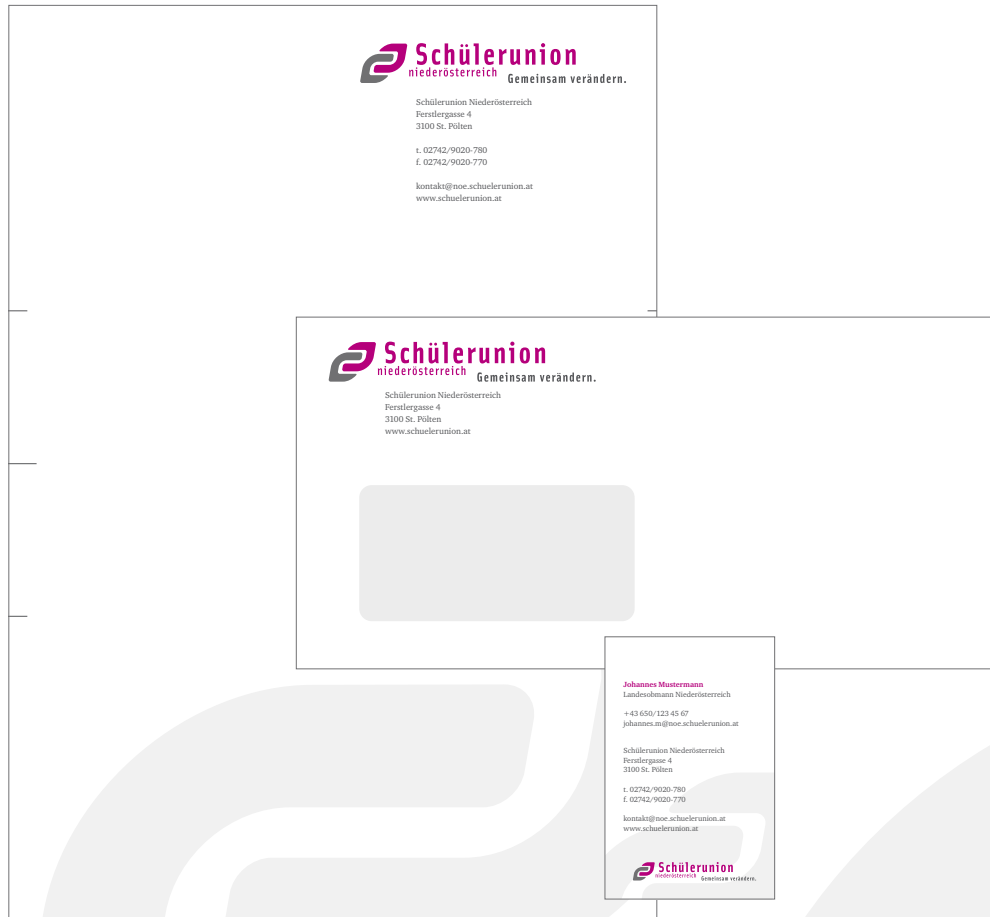 Schülerunion
niederösterreich Gemeinsam verändern.
Schülerunion Niederösterreich
Ferstlergasse 4
3100 St. Pölten
t. 02742/9020-780
f. 02742/9020-770
kontakt@noe.schuelerunion.at
www.schuelerunion.at
Schülerunion
niederösterreich Gemeinsam verändern.
Schülerunion Niederösterreich
Ferstlergasse 4
3100 St. Pölten
www.schuelerunion.at
Johannes Mustermann
Landesobmann Niederösterreich
+43 650/123 45 67
johannes.m@noe.schuelerunion.at
Schülerunion Niederösterreich
Ferstlergasse 4
3100 St. Pölten
t. 02742/9020-780
f. 02742/9020-770
kontakt@noe.schuelerunion.at
www.schuelerunion.at
Schülerunion
niederösterreich Gemeinsam verändern.